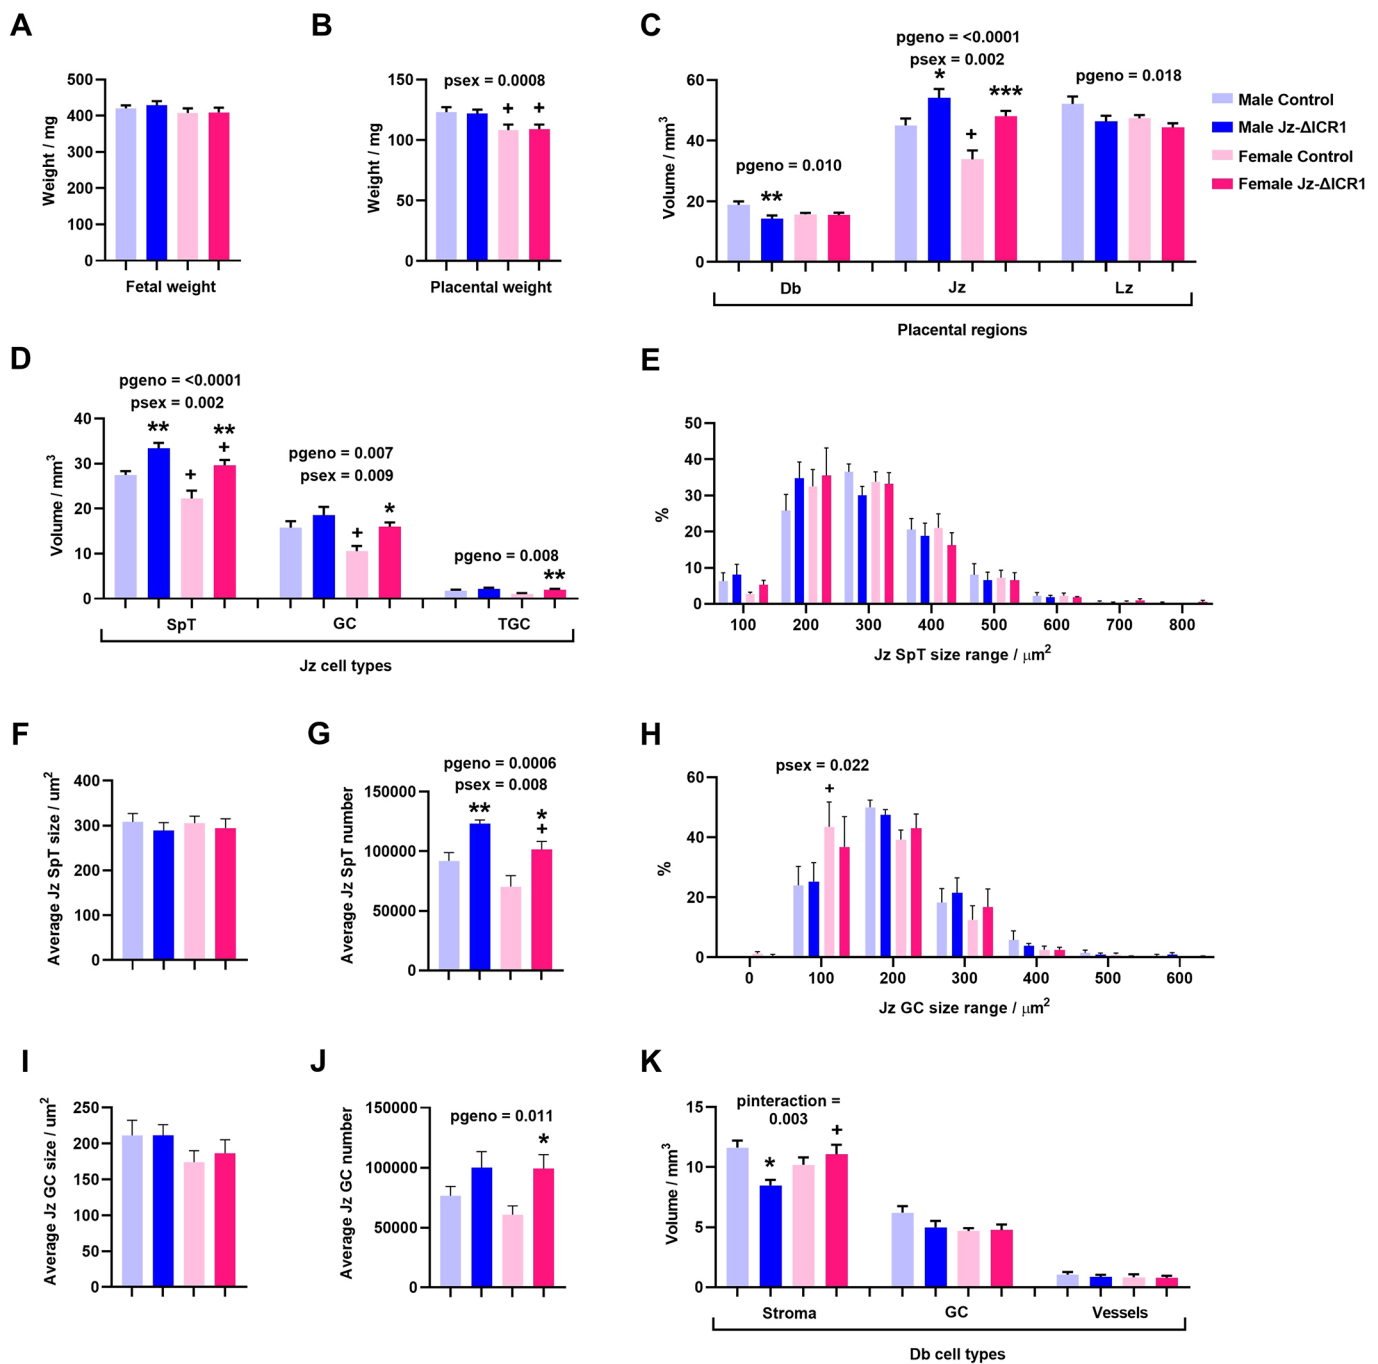 A
500
400
300
200
100
0
Weight / mg
Fetal weight
B
psex = 0.0008
150
100
50
0
Weight / mg
+ +
Placental weight
C
pgeno = <0.0001
psex = 0.002
pgeno = 0.018
pgeno = 0.010
60
40
20
0
Volume / mm3
** * + ***
Db Jz Lz
Placental regions
Male Control
Male Jz-ΔICR1
Female Control
Female Jz-ΔICR1
D
pgeno = <0.0001
psex = 0.002
pgeno = 0.007
psex = 0.009
pgeno = 0.008
40
30
20
10
0
Volume / mm3
** + **
+
+ *
**
SpT GC TGC
Jz cell types
E
50
40
30
20
10
0
%
100 200 300 400 500 600 700 800
Jz SpT size range / μm2
F
400
300
200
100
0
Average Jz SpT size / um2
G
pgeno = 0.0006
psex = 0.008
150000
100000
50000
0
Average Jz SpT number
** *
+
H
psex = 0.022
+
60
40
20
0
%
0 100 200 300 400 500 600
Jz GC size range / μm2
I
250
200
150
100
50
0
Average Jz GC size / um2
J
pgeno = 0.011
150000
100000
50000
0
Average Jz GC number
*
K
pinteraction =
0.003
15
10
5
0
Volume / mm3
* +
Stroma GC Vessels
Db cell types